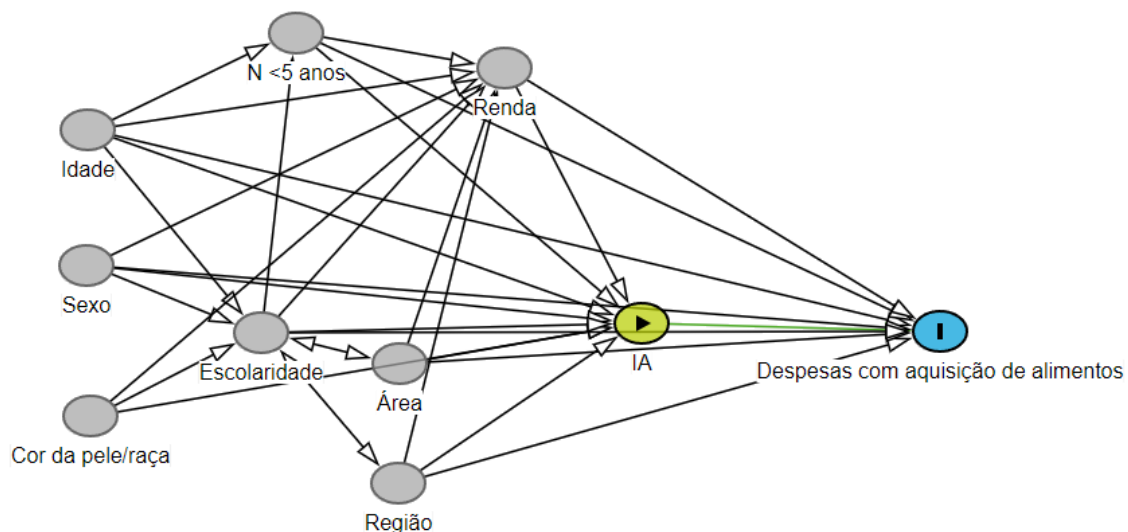 N <5 anos
Renda
Idade
Sexo
Escolaridade
Área
IA
Despesas com aquisição de alimentos
Cor da pele/raça
Região